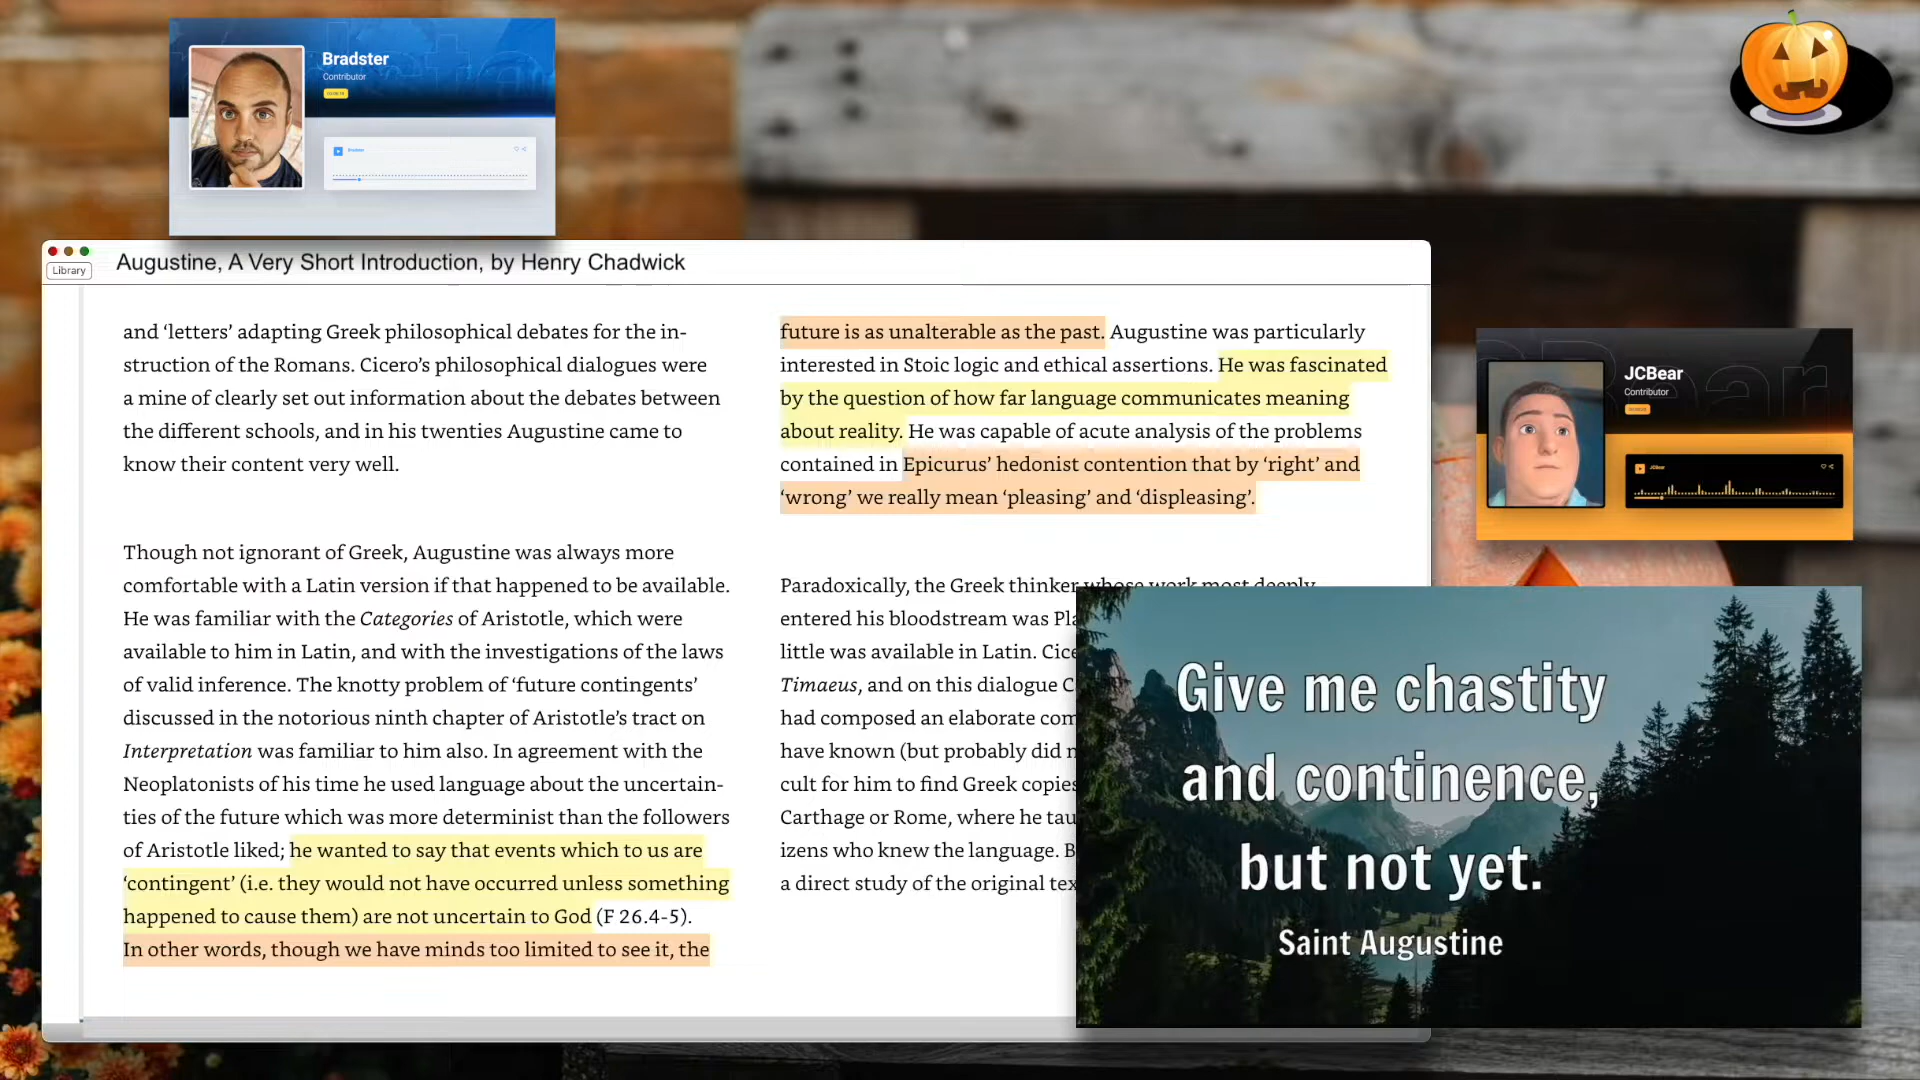 Bradster
Contributor
Library
Augustine, A Very Short Introduction, by Henry Chadwick
and ‘letters’ adapting Greek philosophical debates for the in-
struction of the Romans. Cicero’s philosophical dialogues were
a mine of clearly set out information about the debates between
the different schools, and in his twenties Augustine came to
know their content very well.
Though not ignorant of Greek, Augustine was always more
comfortable with a Latin version if that happened to be available.
He was familiar with the Categories of Aristotle, which were
available to him in Latin, and with the investigations of the laws
of valid inference. The knotty problem of ‘future contingents’
discussed in the notorious ninth chapter of Aristotle’s tract on
Interpretation was familiar to him also. In agreement with the
Neoplatonists of his time he used language about the uncertain-
ties of the future which was more determinist than the followers
of Aristotle liked; he wanted to say that events which to us are
‘contingent’ (i.e. they would not have occurred unless something
happened to cause them) are not uncertain to God (F 26.4-5).
In other words, though we have minds too limited to see it, the
future is as unalterable as the past. Augustine was particularly
interested in Stoic logic and ethical assertions. He was fascinated
by the question of how far language communicates meaning
about reality. He was capable of acute analysis of the problems
contained in Epicurus’ hedonist contention that by ‘right’ and
‘wrong’ we really mean ‘pleasing’ and ‘displeasing’.
Paradoxically, the Greek thinker whose work most deeply
entered his bloodstream was Pla
little was available in Latin. Cice
Timaeus, and on this dialogue C
had composed an elaborate com
have known (but probably did n
cult for him to find Greek copies
Carthage or Rome, where he tau
izens who knew the language. B
a direct study of the original tex
JCBear
Contributor
JCBear
Give me chastity
and continence,
but not yet.
Saint Augustine